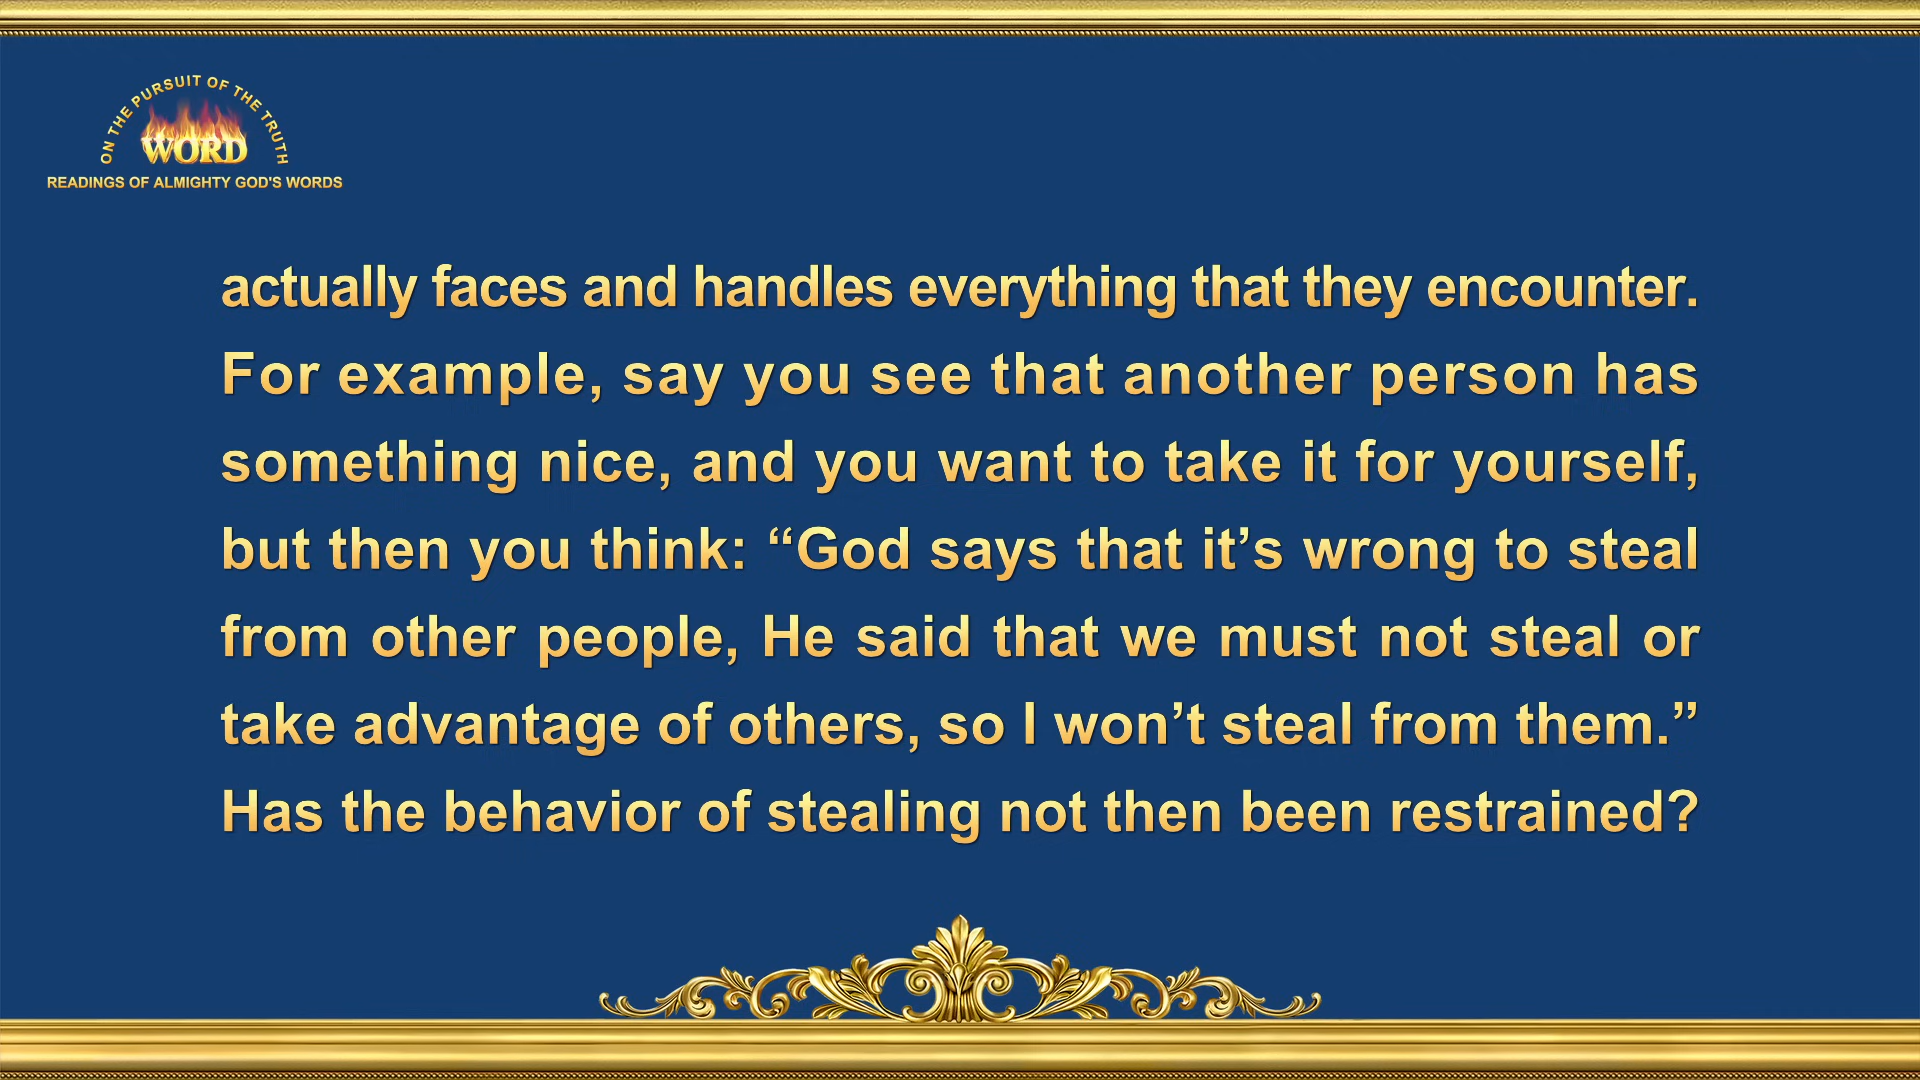 ON THE PURSUIT OF THE TRUTH
WORD
READINGS OF ALMIGHTY GOD'S WORDS
actually faces and handles everything that they encounter.
For example, say you see that another person has
something nice, and you want to take it for yourself,
but then you think: “God says that it’s wrong to steal
from other people, He said that we must not steal or
take advantage of others, so I won’t steal from them.”
Has the behavior of stealing not then been restrained?